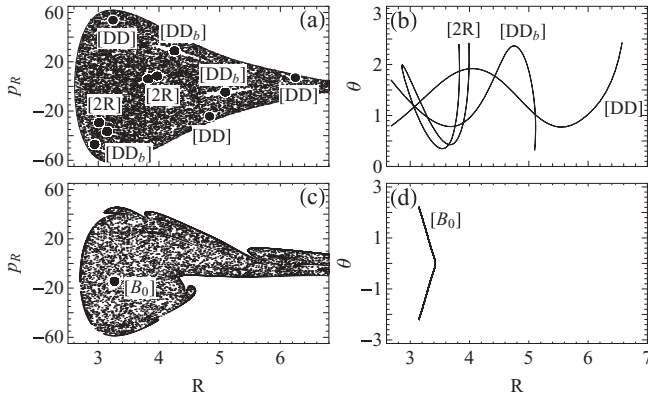 (a)
60
20
−20
−60
p_R
[DD]
[DD_b]
[DD_b]
[2R]
[2R]
[DD]
[DD]
[DD_b]
(b)
3
2
1
0
θ
[2R]
[DD_b]
[DD]
(c)
60
20
−20
−60
p_R
[B_0]
3 4 5 6
R
(d)
3
1
−1
−3
θ
[B_0]
3 4 5 6 7
R